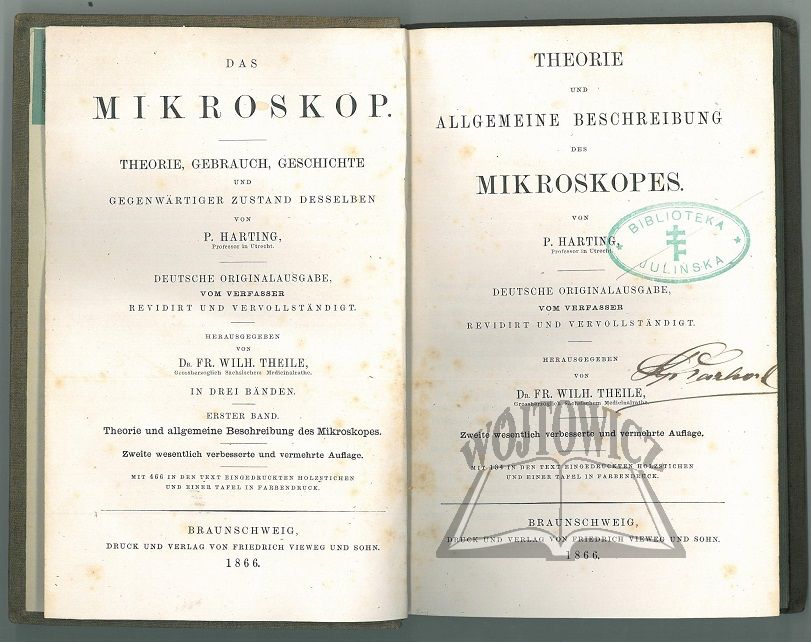 DAS
MIKROSKOP.
THEORIE, GEBRAUCH, GESCHICHTE
UND
GEGENWÄRTIGER ZUSTAND DESSELBEN
VON
P. HARTING,
Professor in Utrecht.
DEUTSCHE ORIGINALAUSGABE,
VOM VERFASSER
REVIDIRT UND VERVOLLSTÄNDIGT.
HERAUSGEGEBEN
VON
DR. FR. WILH. THEILE,
Grossherzoglich Sächsischem Medicinalrathe.
IN DREI BÄNDEN.
ERSTER BAND.
Theorie und allgemeine Beschreibung des Mikroskopes.
Zweite wesentlich verbesserte und vermehrte Auflage.
MIT 466 IN DEN TEXT EINGEDRUCKTEN HOLZSTICHEN
UND EINER TAFEL IN FARBENDRUCK.
BRAUNSCHWEIG,
DRUCK UND VERLAG VON FRIEDRICH VIEWEG UND SOHN.
1866.
THEORIE
UND
ALLGEMEINE BESCHREIBUNG
DES
MIKROSKOPES.
VON
P. HARTING,
Professor in Utrecht.
BIBLIOTEKA
JULIŃSKA
DEUTSCHE ORIGINALAUSGABE,
VOM VERFASSER
REVIDIRT UND VERVOLLSTÄNDIGT.
HERAUSGEGEBEN
VON
DR. FR. WILH. THEILE,
Grossherzoglich Sächsischem Medicinalrathe.
WÓJTOWICZ
Zweite wesentlich verbesserte und vermehrte Auflage.
MIT 134 IN DEN TEXT EINGEDRUCKTEN HOLZSTICHEN
UND EINER TAFEL IN FARBENDRUCK.
BRAUNSCHWEIG,
DRUCK UND VERLAG VON FRIEDRICH VIEWEG UND SOHN.
1866.